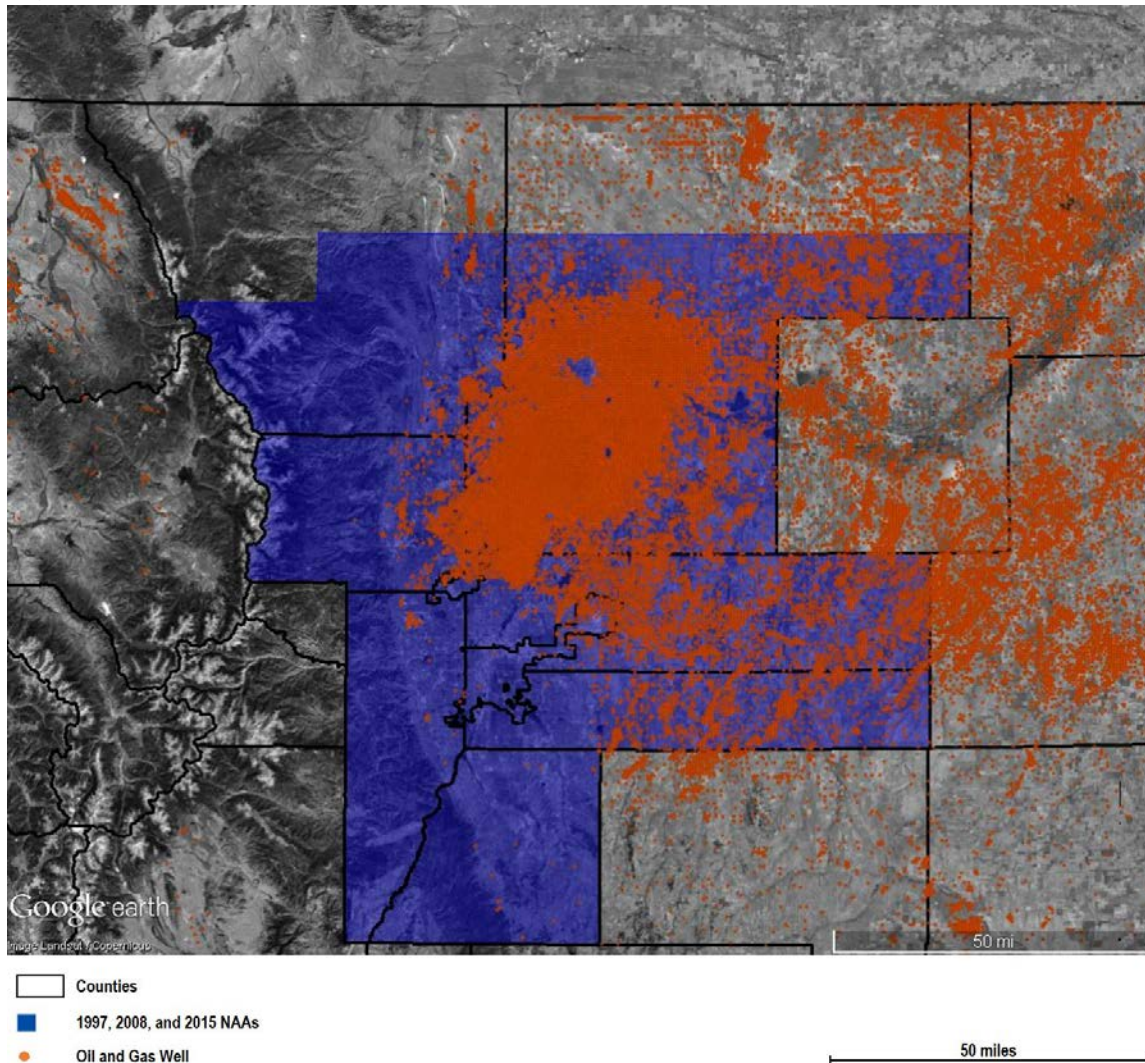 Google earth
Image Landsat / Copernicus
50 mi
Counties
1997, 2008, and 2015 NAAs
Oil and Gas Well
50 miles